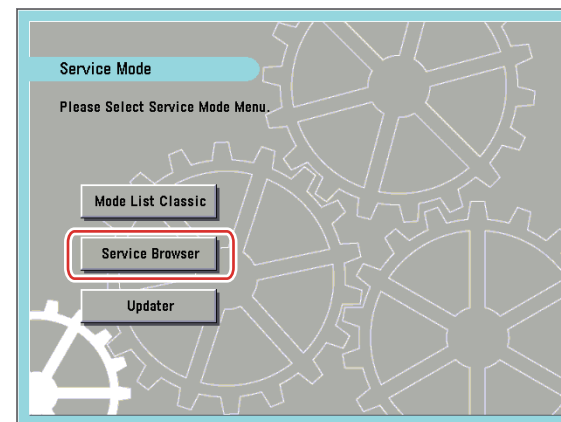 Service Mode
Please Select Service Mode Menu.
Mode List Classic
Service Browser
Updater